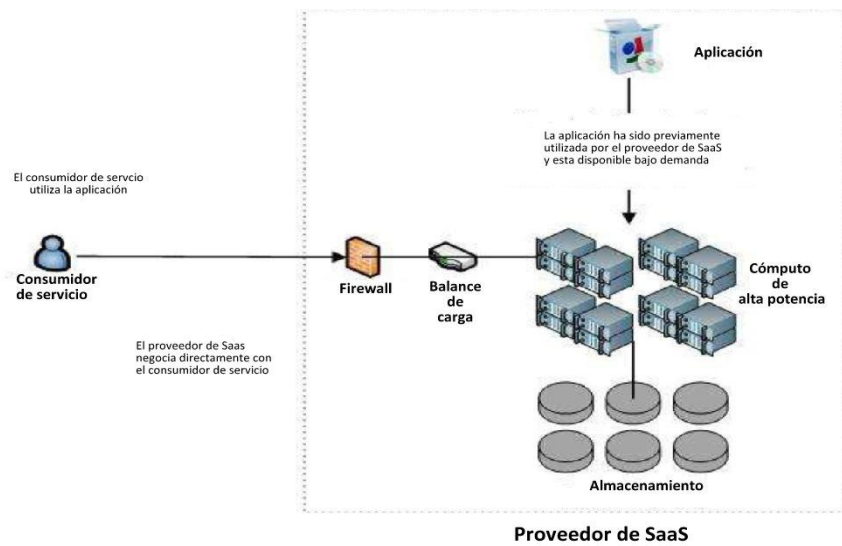 Aplicación
La aplicación ha sido previamente
utilizada por el proveedor de SaaS
y esta disponible bajo demanda
El consumidor de servcio
utiliza la aplicación
Consumidor
de servicio
Firewall
Balance
de
carga
Cómputo
de
alta potencia
El proveedor de Saas
negocia directamente con
el consumidor de servicio
Almacenamiento
Proveedor de SaaS